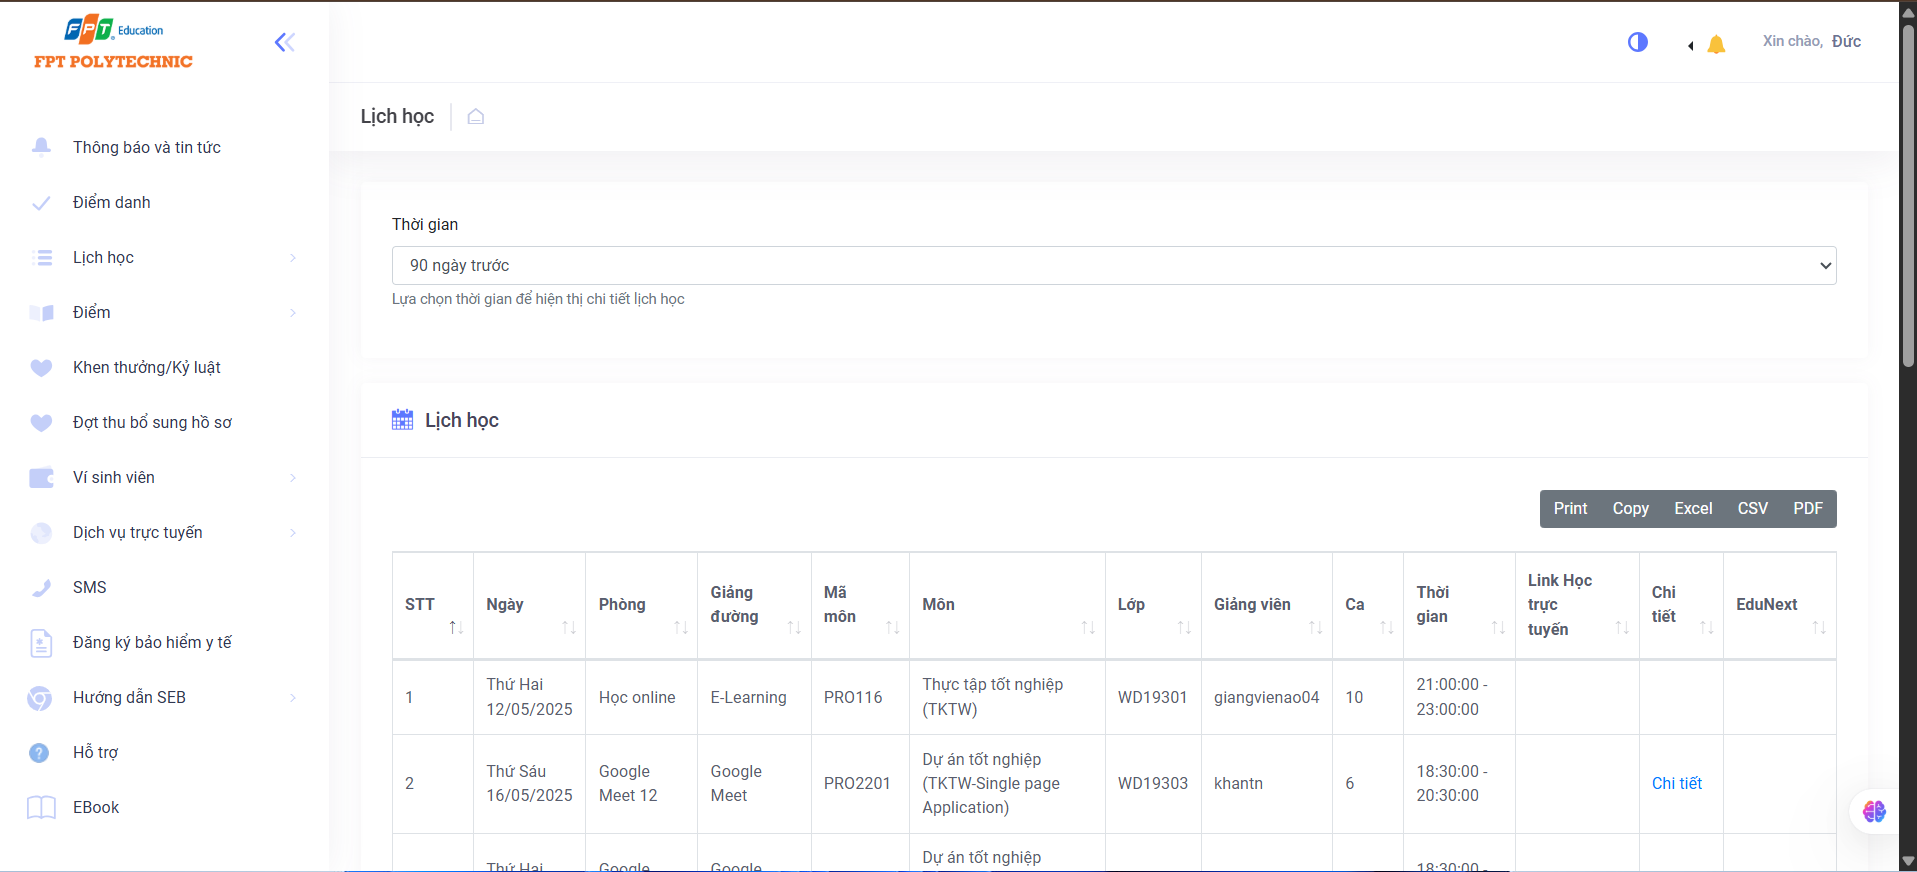 FPT Education
FPT POLYTECHNIC
Xin chào, Đức
Thông báo và tin tức
Điểm danh
Lịch học
Điểm
Khen thưởng/Kỷ luật
Đợt thu bổ sung hồ sơ
Ví sinh viên
Dịch vụ trực tuyến
SMS
Đăng ký bảo hiểm y tế
Hướng dẫn SEB
Hỗ trợ
EBook
Lịch học
Thời gian
90 ngày trước
Lựa chọn thời gian để hiện thị chi tiết lịch học
Lịch học
Print Copy Excel CSV PDF
STT
Ngày
Phòng
Giảng
đường
Mã
môn
Môn
Lớp
Giảng viên
Ca
Thời
gian
Link Học
trực
tuyến
Chi
tiết
EduNext
1
Thứ Hai
12/05/2025
Học online
E-Learning
PRO116
Thực tập tốt nghiệp
(TKTW)
WD19301
giangvienao04
10
21:00:00 -
23:00:00
2
Thứ Sáu
16/05/2025
Google
Meet 12
Google
Meet
PRO2201
Dự án tốt nghiệp
(TKTW-Single page
Application)
WD19303
khantn
6
18:30:00 -
20:30:00
Chi tiết
Thứ Hai
Google
Google
Dự án tốt nghiệp
18:30:00 -